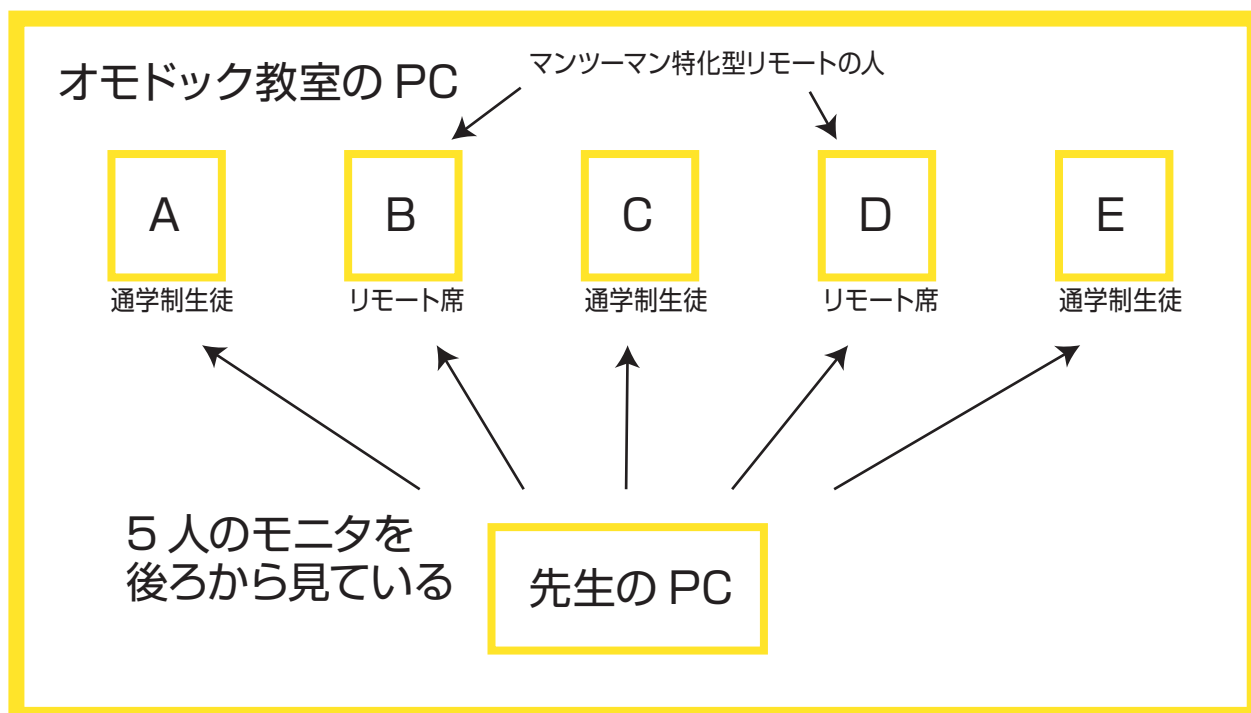 オモドック教室の PC
マンツーマン特化型リモートの人
A
B
C
D
E
通学制生徒
リモート席
通学制生徒
リモート席
通学制生徒
5 人のモニタを
後ろから見ている
先生の PC